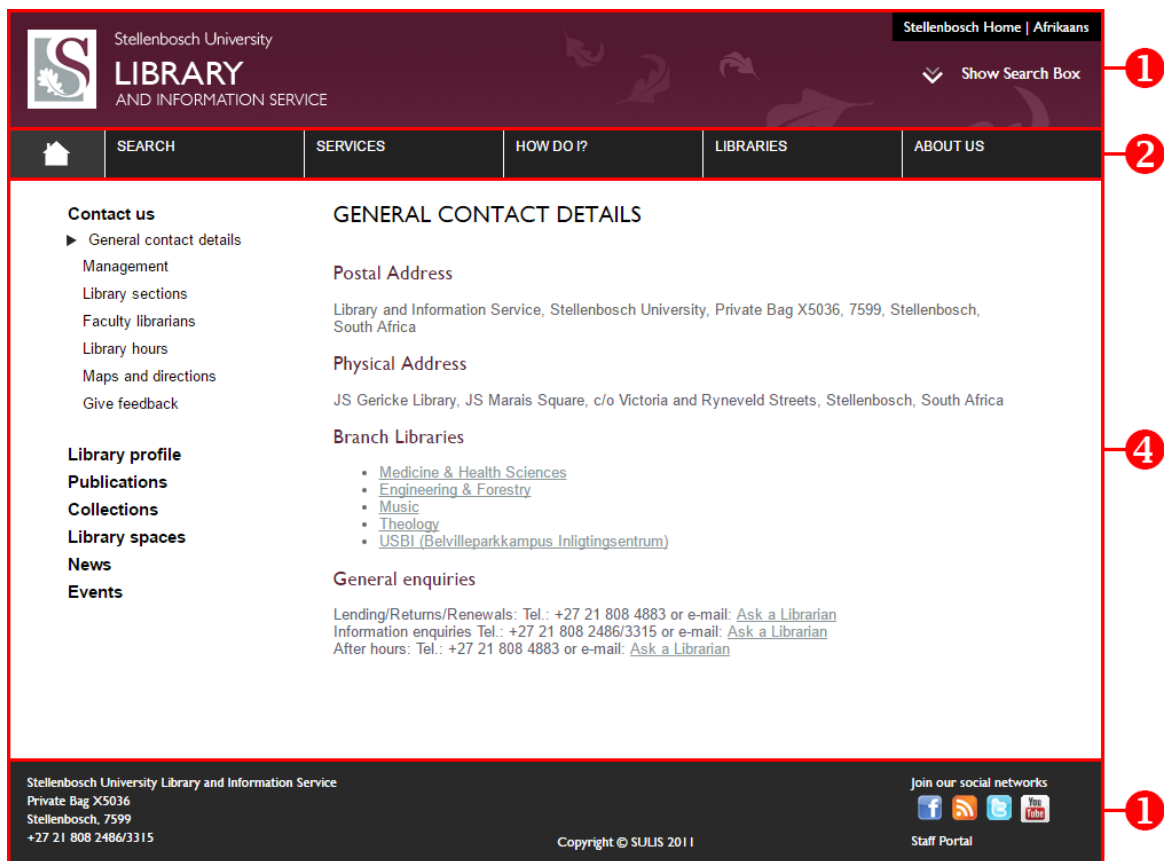 Stellenbosch University
LIBRARY
AND INFORMATION SERVICE
Stellenbosch Home | Afrikaans
Show Search Box
1
SEARCH SERVICES HOW DO I? LIBRARIES ABOUT US
2
Contact us
General contact details
Management
Library sections
Faculty librarians
Library hours
Maps and directions
Give feedback
Library profile
Publications
Collections
Library spaces
News
Events
GENERAL CONTACT DETAILS
Postal Address
Library and Information Service, Stellenbosch University, Private Bag X5036, 7599, Stellenbosch,
South Africa
Physical Address
JS Gericke Library, JS Marais Square, c/o Victoria and Ryneveld Streets, Stellenbosch, South Africa
Branch Libraries
• Medicine & Health Sciences
• Engineering & Forestry
• Music
• Theology
• USBI (Belvilleparkkampus Inligtingsentrum)
General enquiries
Lending/Returns/Renewals: Tel.: +27 21 808 4883 or e-mail: Ask a Librarian
Information enquiries Tel.: +27 21 808 2486/3315 or e-mail: Ask a Librarian
After hours: Tel.: +27 21 808 4883 or e-mail: Ask a Librarian
4
Stellenbosch University Library and Information Service
Private Bag X5036
Stellenbosch, 7599
+27 21 808 2486/3315
Copyright © SULIS 2011
Join our social networks
You Tube
Staff Portal
1